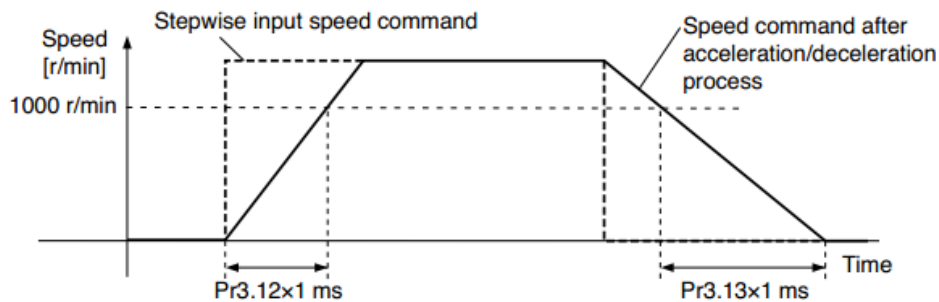 Stepwise input speed command
Speed
[r/min]
Speed command after
acceleration/deceleration
process
1000 r/min
Time
Pr3.12×1 ms
Pr3.13×1 ms